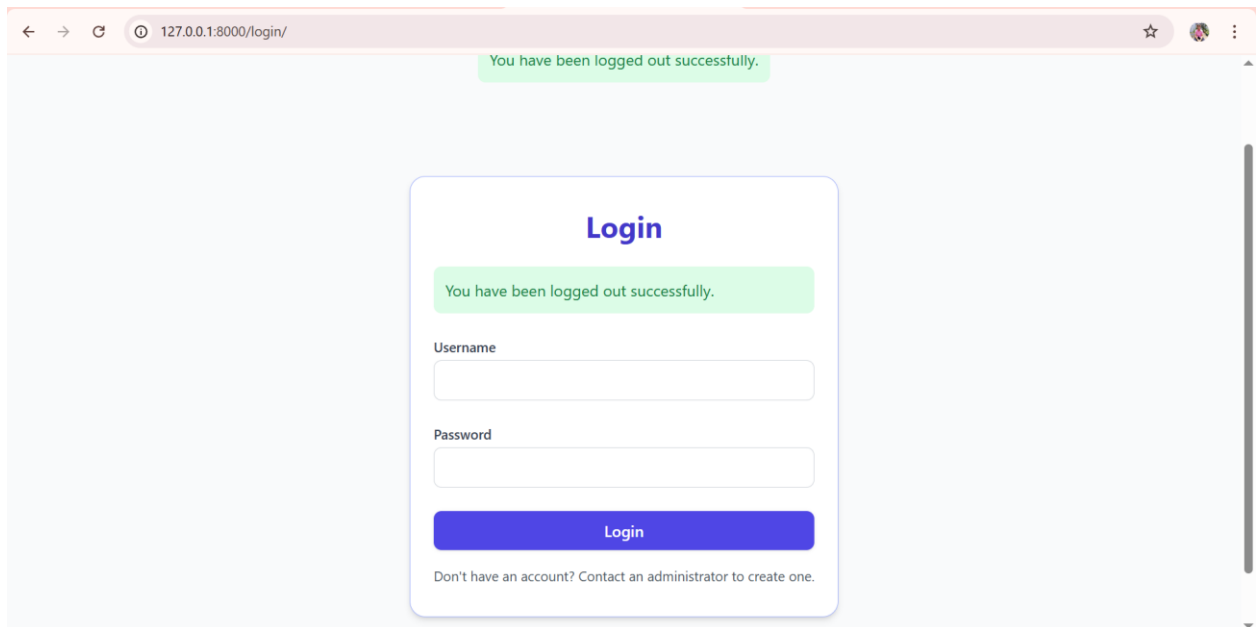 127.0.0.1:8000/login/
You have been logged out successfully.
Login
You have been logged out successfully.
Username
Password
Login
Don't have an account? Contact an administrator to create one.